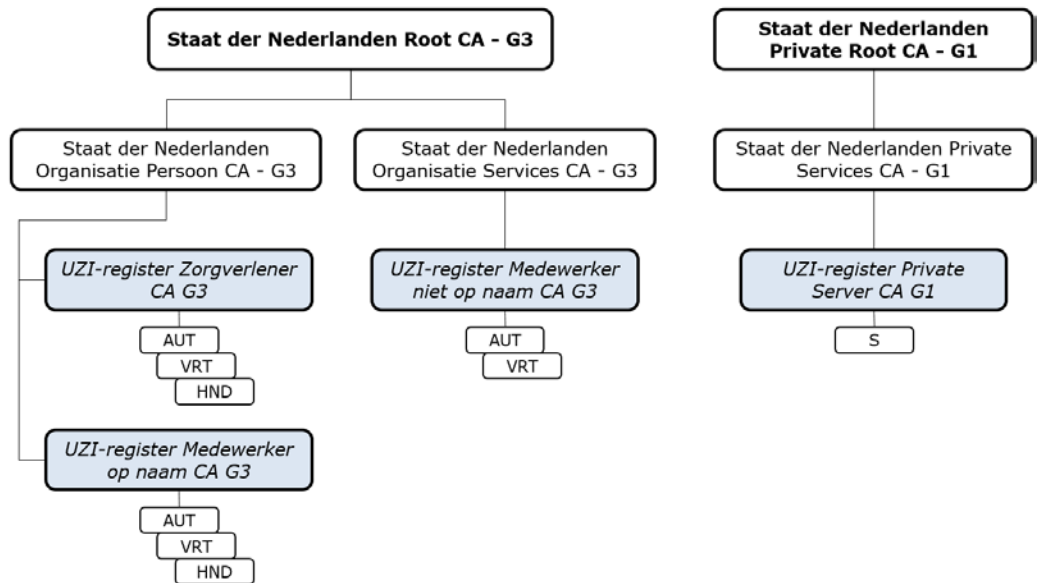 Staat der Nederlanden Root CA - G3
Staat der Nederlanden
Private Root CA - G1
Staat der Nederlanden
Organisatie Persoon CA - G3
Staat der Nederlanden
Organisatie Services CA - G3
Staat der Nederlanden Private
Services CA - G1
UZI-register Zorgverlener
CA G3
UZI-register Medewerker
niet op naam CA G3
UZI-register Private
Server CA G1
AUT
VRT
HND
AUT
VRT
S
UZI-register Medewerker
op naam CA G3
AUT
VRT
HND